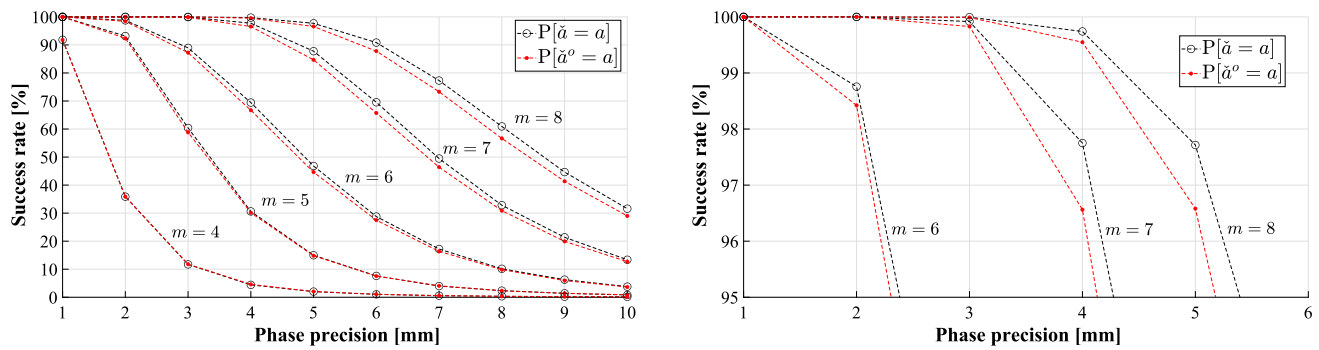 Success rate [%]
100
90
80
70
60
50
40
30
20
10
0
P[ǎ = a]
P[ǎᵒ = a]
m = 8
m = 7
m = 6
m = 5
m = 4
1 2 3 4 5 6 7 8 9 10
Phase precision [mm]
Success rate [%]
100
99
98
97
96
95
P[ǎ = a]
P[ǎᵒ = a]
m = 6
m = 7
m = 8
1 2 3 4 5 6
Phase precision [mm]